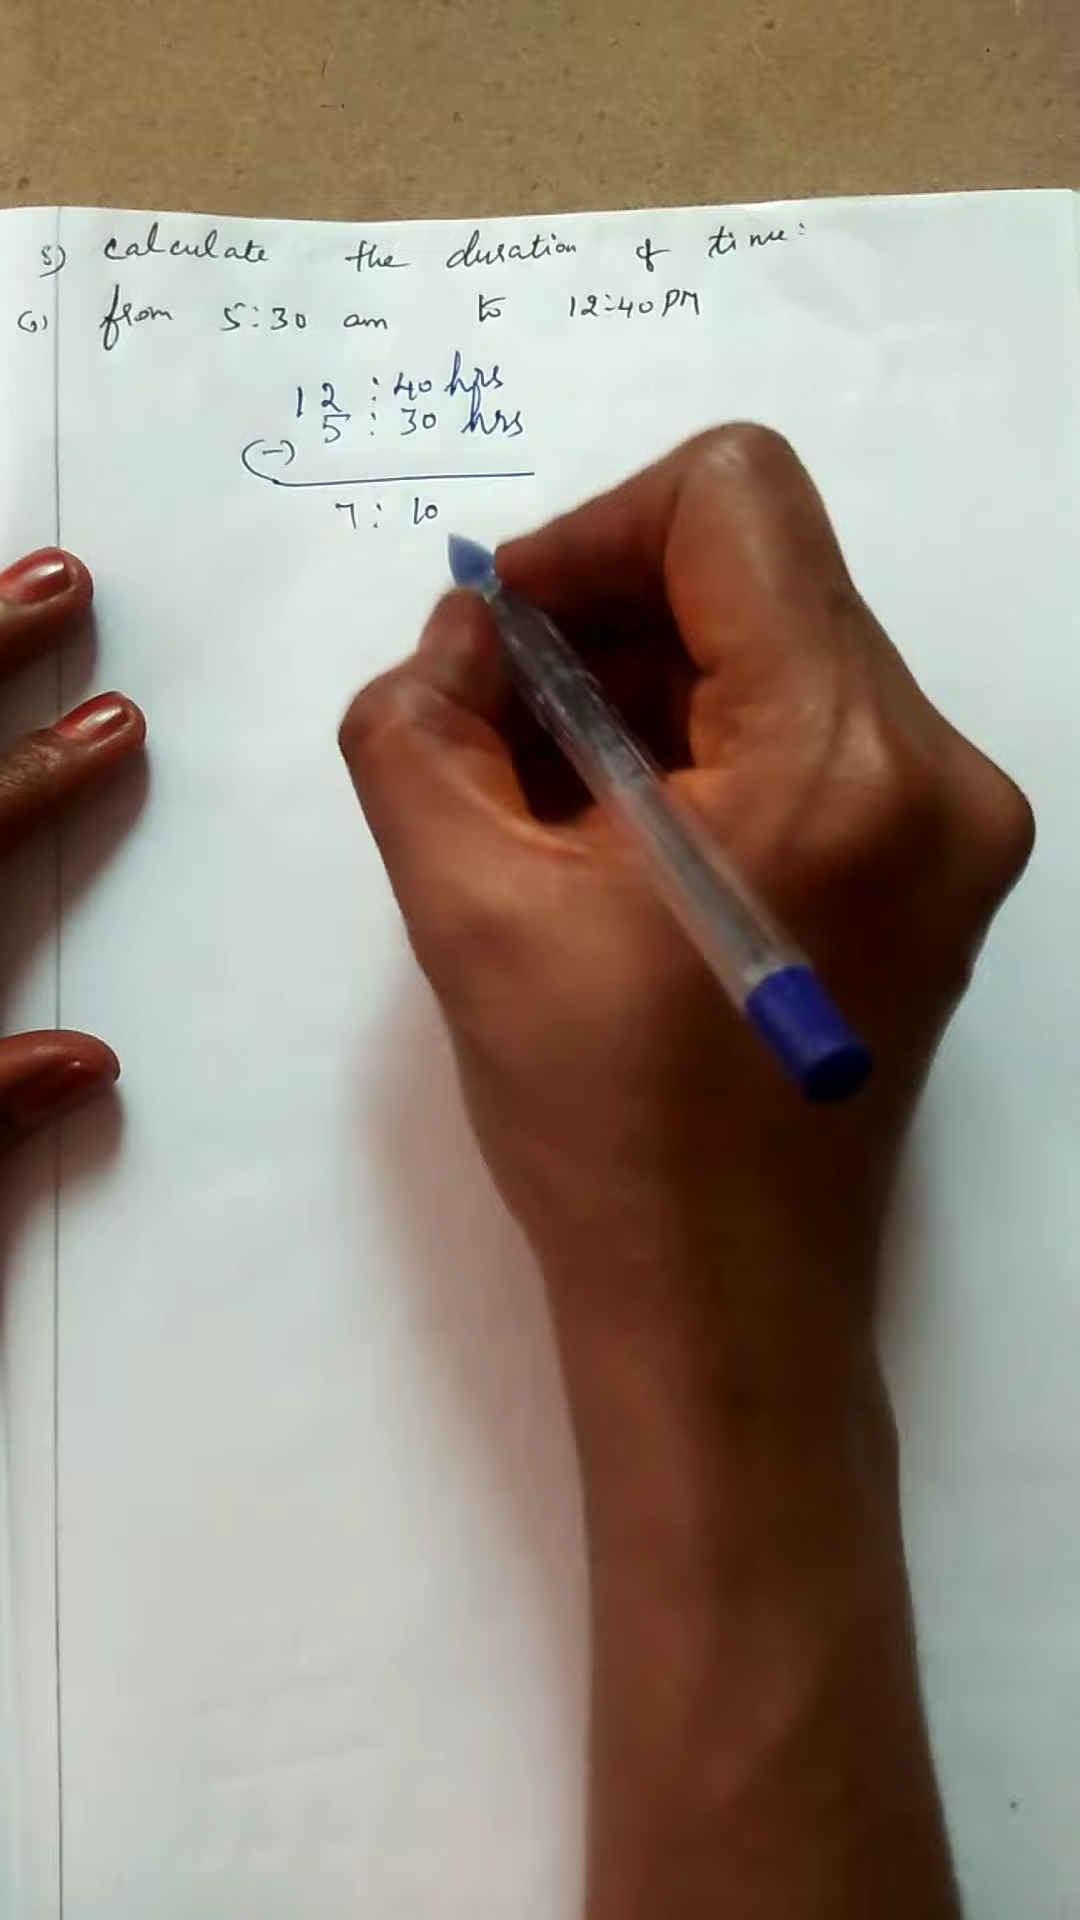 5) calculate the duration of time:
(i) from 5:30 am to 12:40 PM
12 : 40 hrs
5 : 30 hrs
(-)
7 : 10